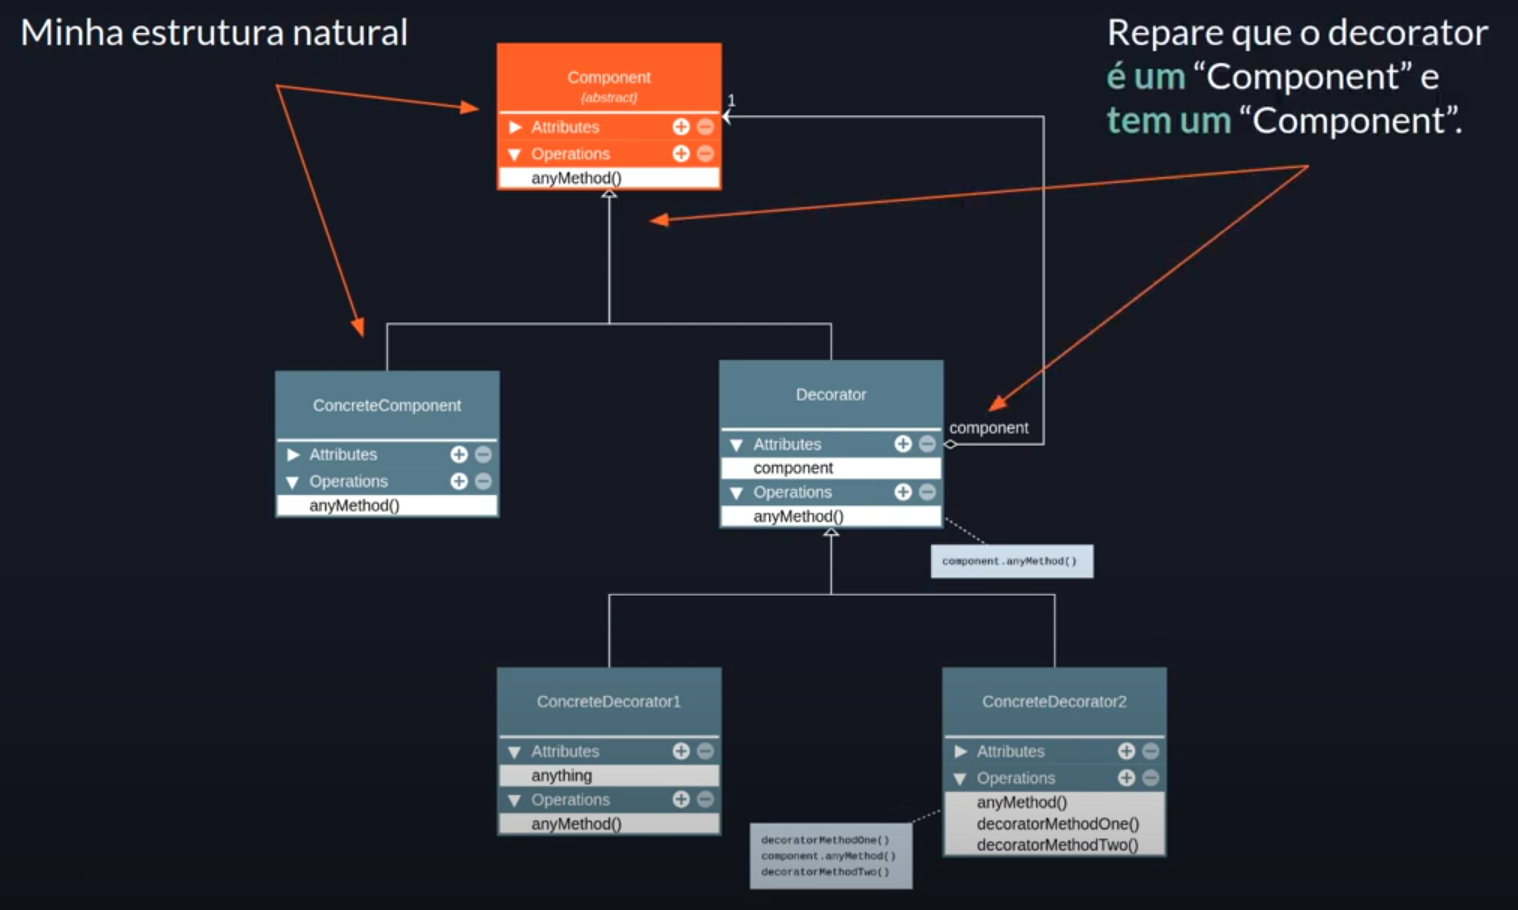 Minha estrutura natural
Repare que o decorator
é um “Component” e
tem um “Component”.
Component
{abstract}
Attributes
Operations
anyMethod()
1
ConcreteComponent
Attributes
Operations
anyMethod()
Decorator
Attributes
component
Operations
anyMethod()
component
component.anyMethod()
ConcreteDecorator1
Attributes
anything
Operations
anyMethod()
ConcreteDecorator2
Attributes
Operations
anyMethod()
decoratorMethodOne()
decoratorMethodTwo()
decoratorMethodOne()
component.anyMethod()
decoratorMethodTwo()